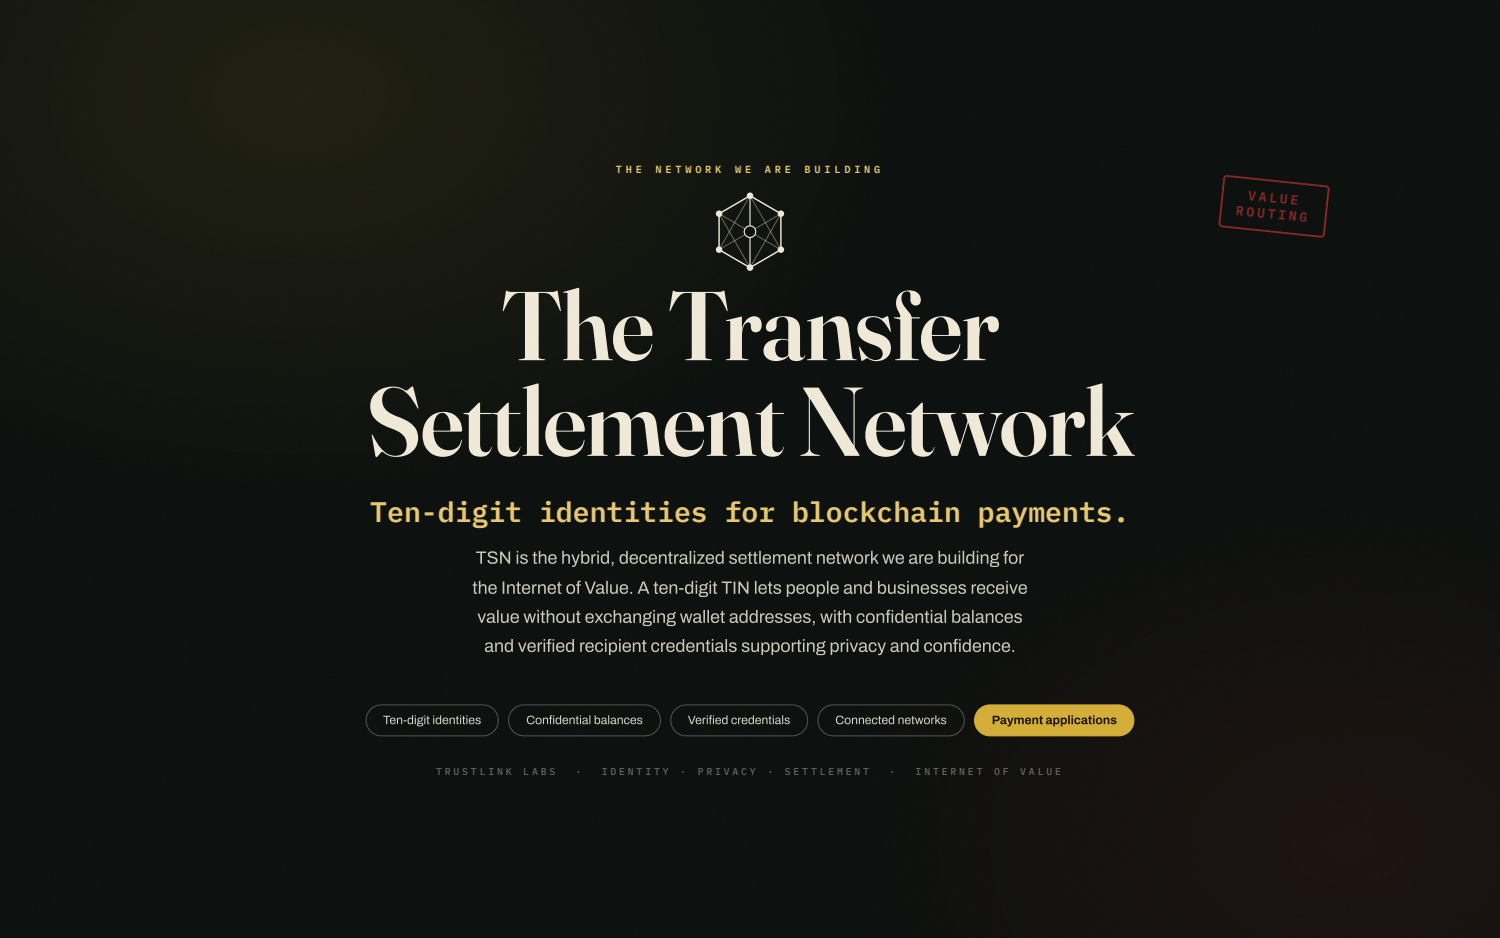 THE NETWORK WE ARE BUILDING
VALUE
ROUTING
The Transfer
Settlement Network
Ten-digit identities for blockchain payments.
TSN is the hybrid, decentralized settlement network we are building for
the Internet of Value. A ten-digit TIN lets people and businesses receive
value without exchanging wallet addresses, with confidential balances
and verified recipient credentials supporting privacy and confidence.
Ten-digit identities Confidential balances Verified credentials Connected networks Payment applications
TRUSTLINK LABS · IDENTITY · PRIVACY · SETTLEMENT · INTERNET OF VALUE